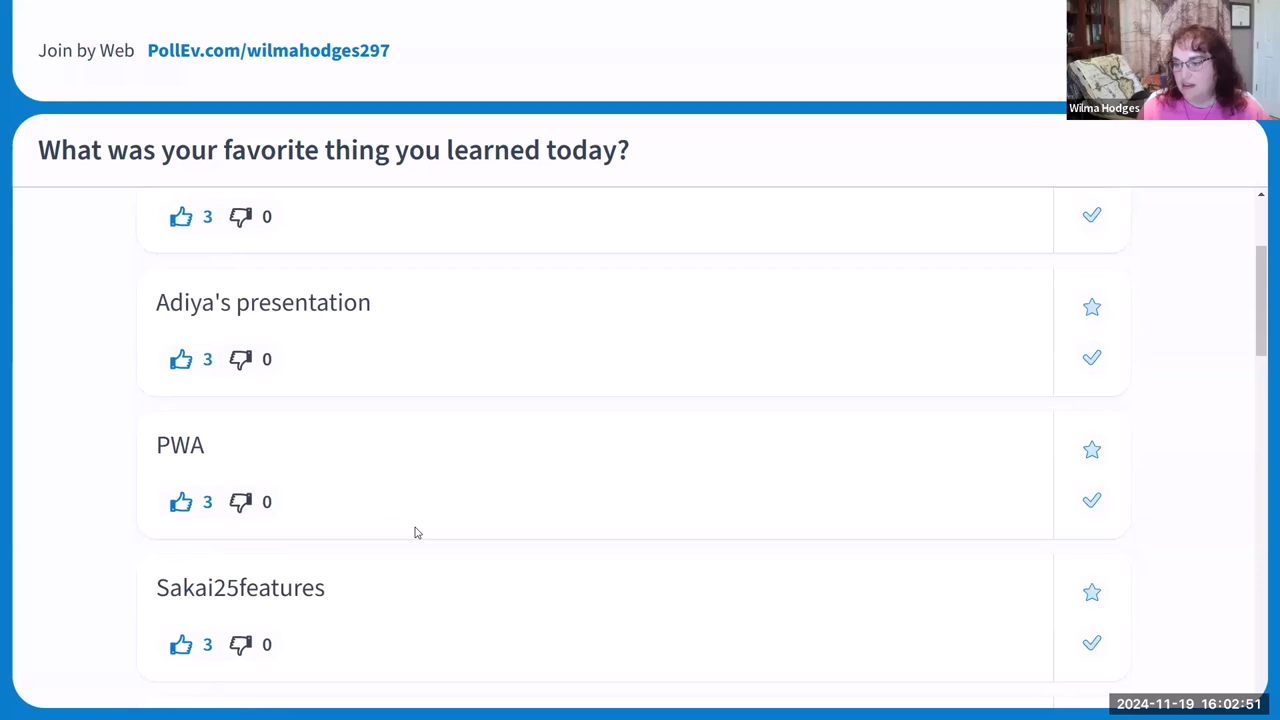 Join by Web PollEv.com/wilmahodges297
Wilma Hodges
What was your favorite thing you learned today?
3 0
Adiya's presentation
3 0
PWA
3 0
Sakai25features
3 0
2024-11-19 16:02:51